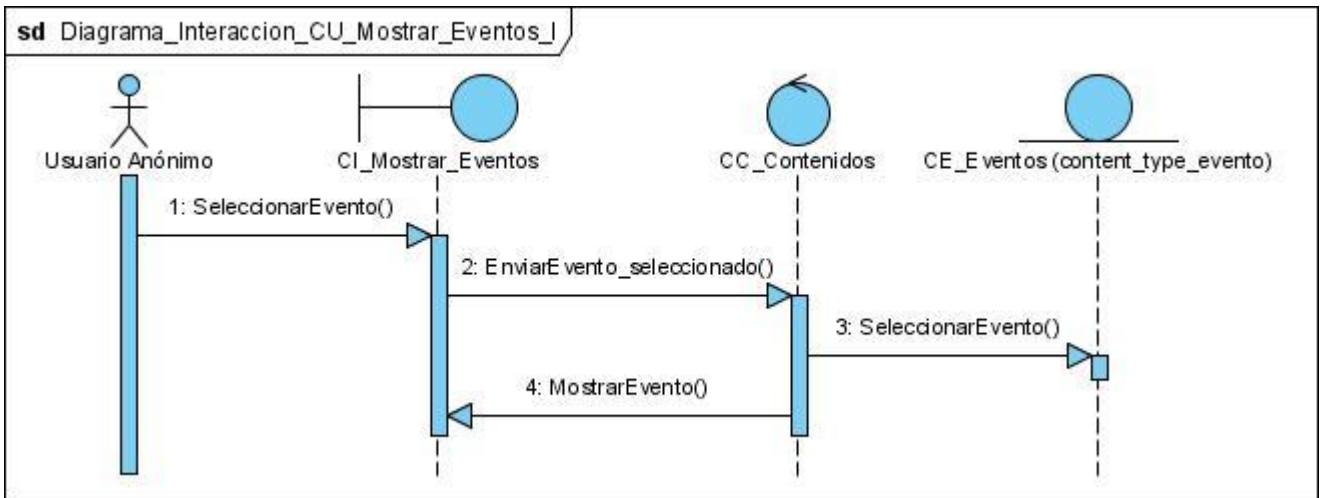 sd Diagrama_Interaccion_CU_Mostrar_Eventos_I
Usuario Anónimo
CI_Mostrar_Eventos
CC_Contenidos
CE_Eventos (content_type_evento)
1: SeleccionarEvento()
2: EnviarEvento_seleccionado()
3: SeleccionarEvento()
4: MostrarEvento()